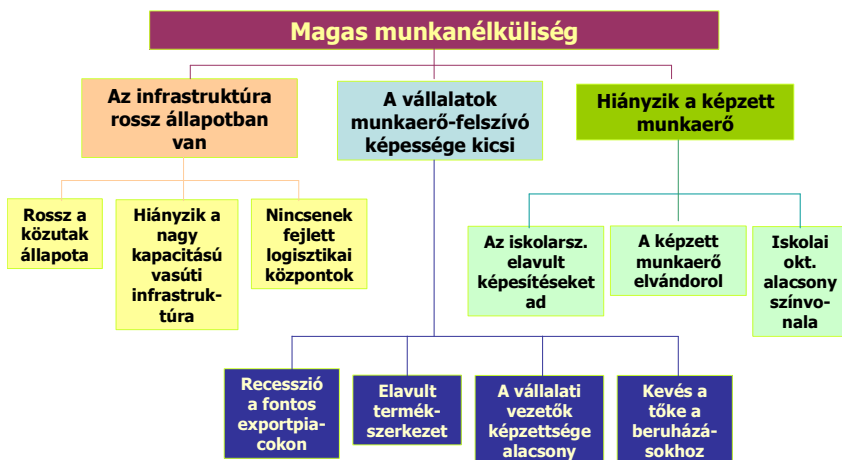 Magas munkanélküliség
Az infrastruktúra
rossz állapotban
van
A vállalatok
munkaerő-felszívó
képessége kicsi
Hiányzik a képzett
munkaerő
Rossz a
közutak
állapota
Hiányzik a
nagy
kapacitású
vasúti
infrastruk-
túra
Nincsenek
fejlett
logisztikai
központok
Az iskolarsz.
elavult
képesítéseket
ad
A képzett
munkaerő
elvándorol
Iskolai
okt.
alacsony
színvo-
nala
Recesszió
a fontos
exportpia-
cokon
Elavult
termék-
szerkezet
A vállalati
vezetők
képzettsége
alacsony
Kevés a
tőke a
beruházá-
sokhoz